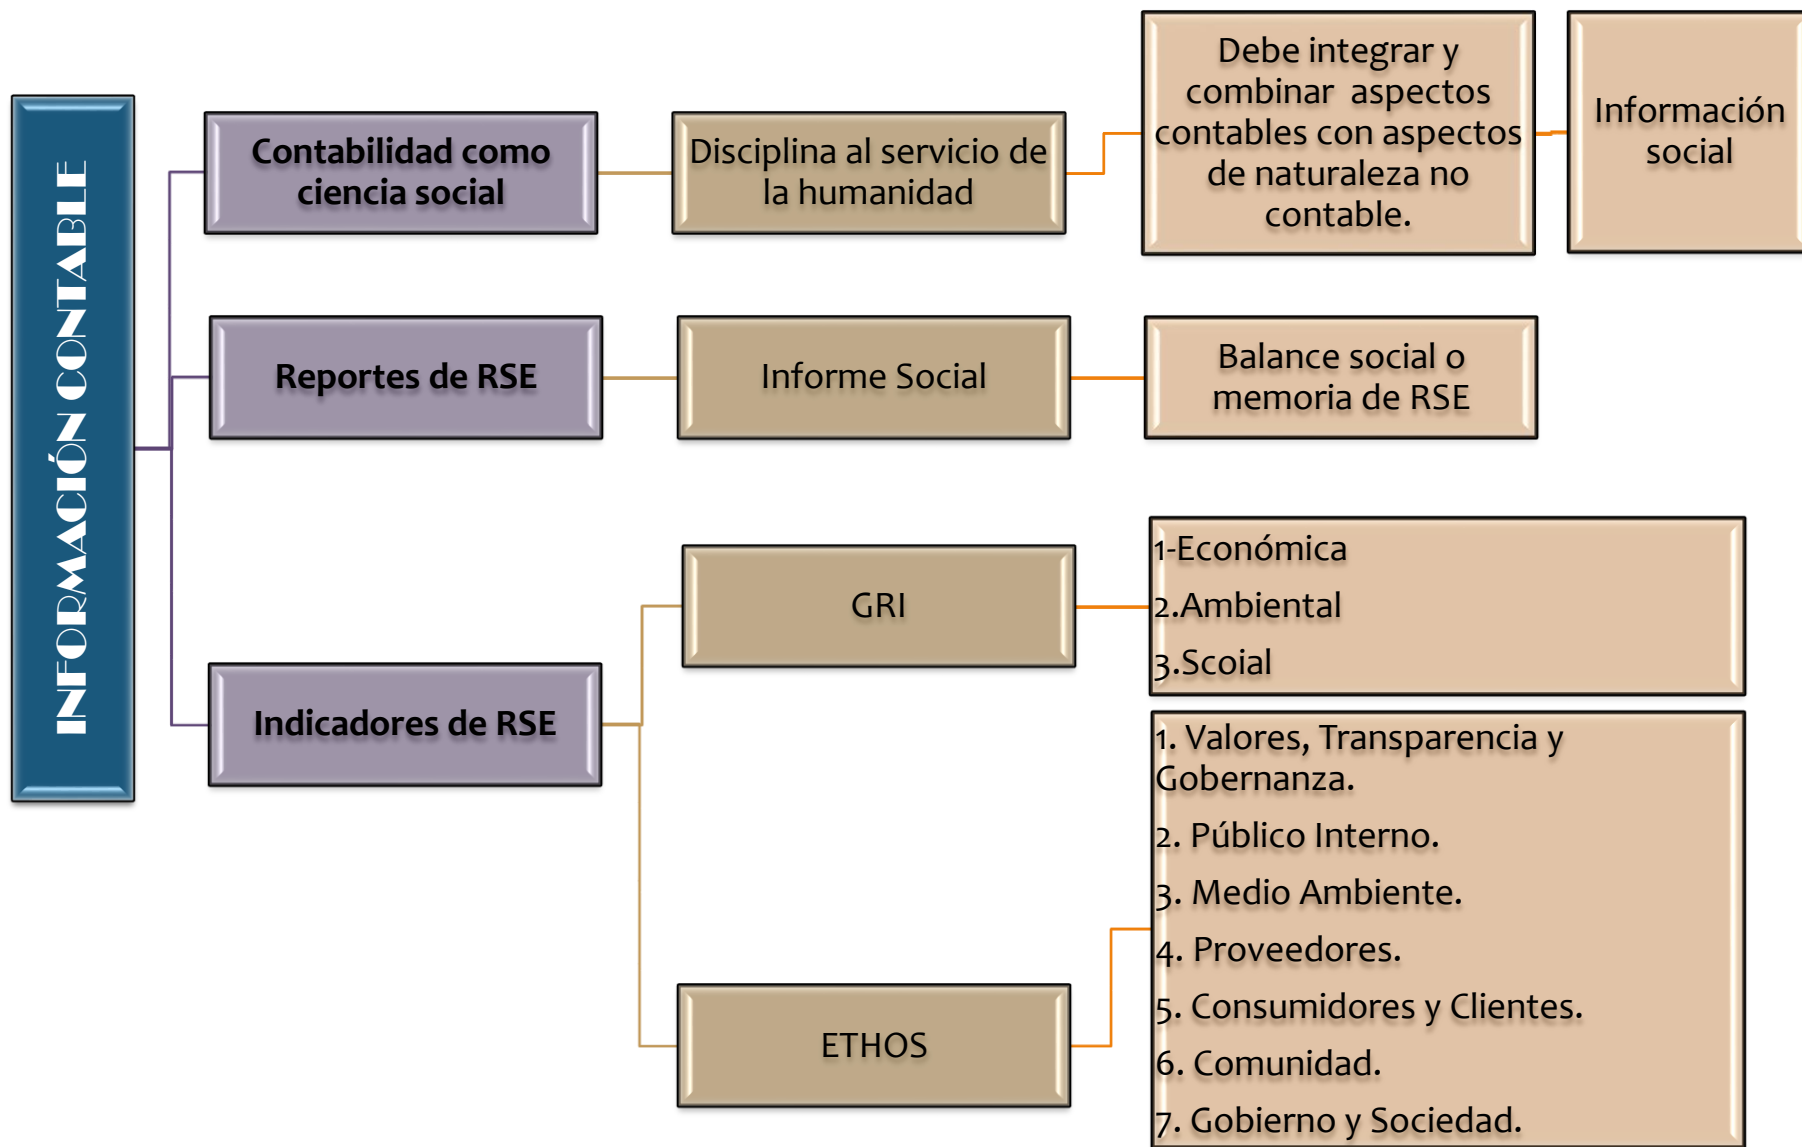 INFORMACIÓN CONTABLE
Contabilidad como
ciencia social
Disciplina al servicio de
la humanidad
Debe integrar y
combinar aspectos
contables con aspectos
de naturaleza no
contable.
Información
social
Reportes de RSE
Informe Social
Balance social o
memoria de RSE
Indicadores de RSE
GRI
1-Económica
2.Ambiental
3.Scoial
ETHOS
1. Valores, Transparencia y
Gobernanza.
2. Público Interno.
3. Medio Ambiente.
4. Proveedores.
5. Consumidores y Clientes.
6. Comunidad.
7. Gobierno y Sociedad.